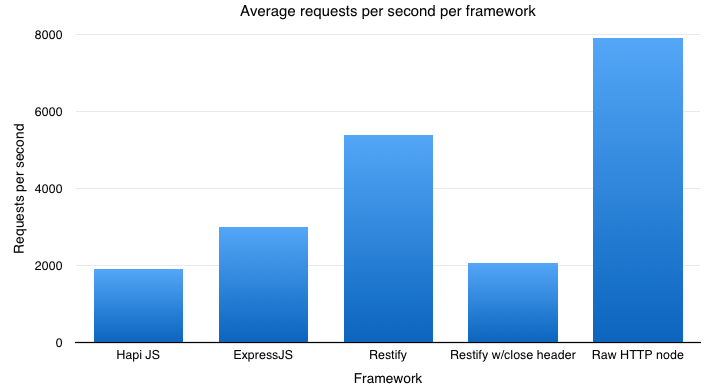 Average requests per second per framework
Requests per second
8000
6000
4000
2000
0
Hapi JS
ExpressJS
Restify
Restify w/close header
Raw HTTP node
Framework